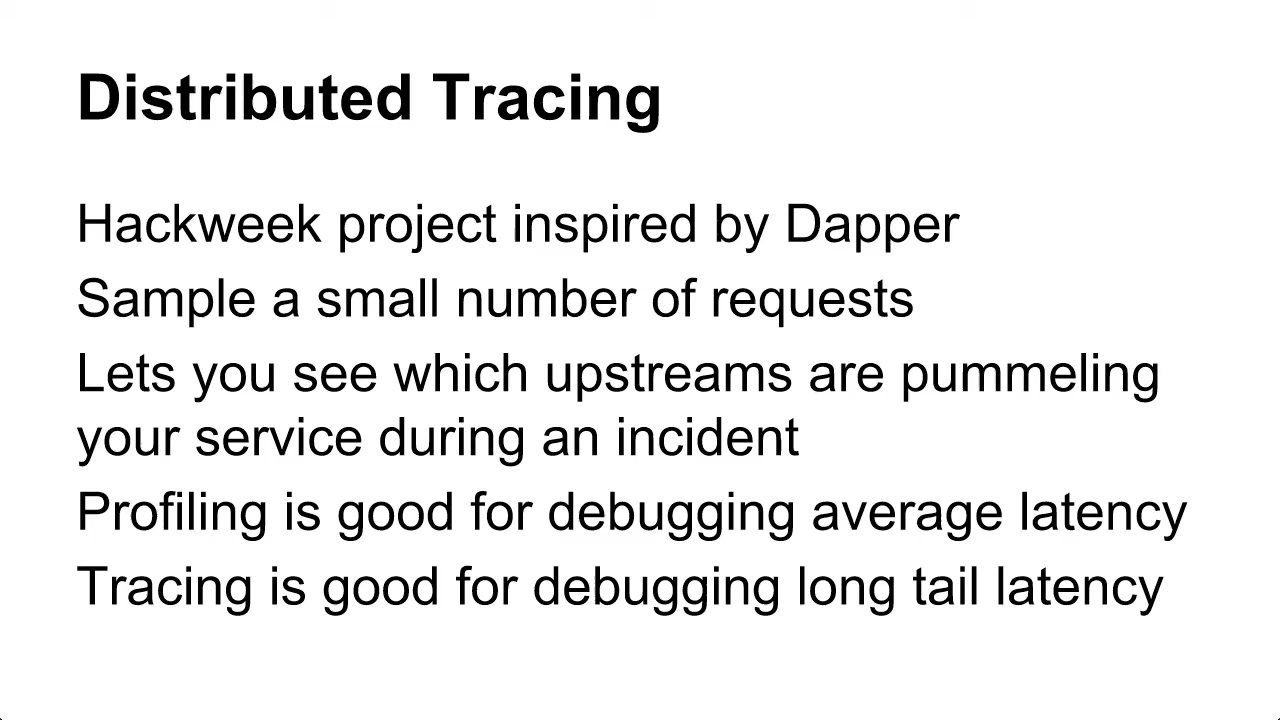 Distributed Tracing
Hackweek project inspired by Dapper
Sample a small number of requests
Lets you see which upstreams are pummeling
your service during an incident
Profiling is good for debugging average latency
Tracing is good for debugging long tail latency